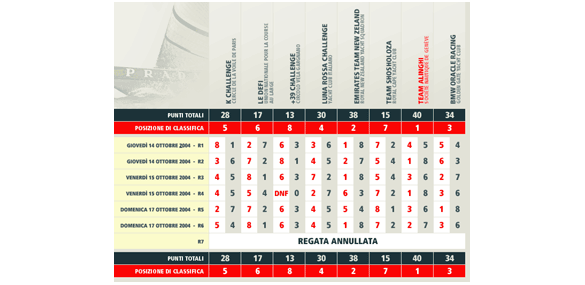 PRADA
K CHALLENGE
CERCLE DE LA VOILE DE PARIS
LE DEFI
UNION INTERNATIONALE POUR LA COURSE
AU LARGE
+39 CHALLENGE
CIRCOLO VELA GARGNANO
LUNA ROSSA CHALLENGE
YACHT CLUB ITALIANO
EMIRATES TEAM NEW ZELAND
ROYAL NEW ZEALAND YACHT SQUADRON
TEAM SHOSHOLOZA
ROYAL CAPE YACHT CLUB
TEAM ALINGHI
SOCIÉTÉ NAUTIQUE DE GENÈVE
BMW ORACLE RACING
GOLDEN GATE YACHT CLUB
PUNTI TOTALI 28 17 13 30 38 15 40 34
POSIZIONE DI CLASSIFICA 5 6 8 4 2 7 1 3
GIOVEDÌ 14 OTTOBRE 2004 - R1 8 1 2 7 6 3 3 6 1 8 7 2 4 5 5 4
GIOVEDÌ 14 OTTOBRE 2004 - R2 3 6 7 2 8 1 4 5 2 7 5 4 1 8 6 3
VENERDÌ 15 OTTOBRE 2004 - R3 4 5 8 1 6 3 7 2 1 8 5 4 3 6 2 7
VENERDÌ 15 OTTOBRE 2004 - R4 4 5 5 4 DNF 0 2 7 6 3 7 2 1 8 3 6
DOMENICA 17 OTTOBRE 2004 - R5 2 7 7 2 6 3 4 5 5 4 8 1 3 6 1 8
DOMENICA 17 OTTOBRE 2004 - R6 5 4 8 1 6 3 4 5 1 8 7 2 2 7 3 6
R7 REGATA ANNULLATA
PUNTI TOTALI 28 17 13 30 38 15 40 34
POSIZIONE DI CLASSIFICA 5 6 8 4 2 7 1 3